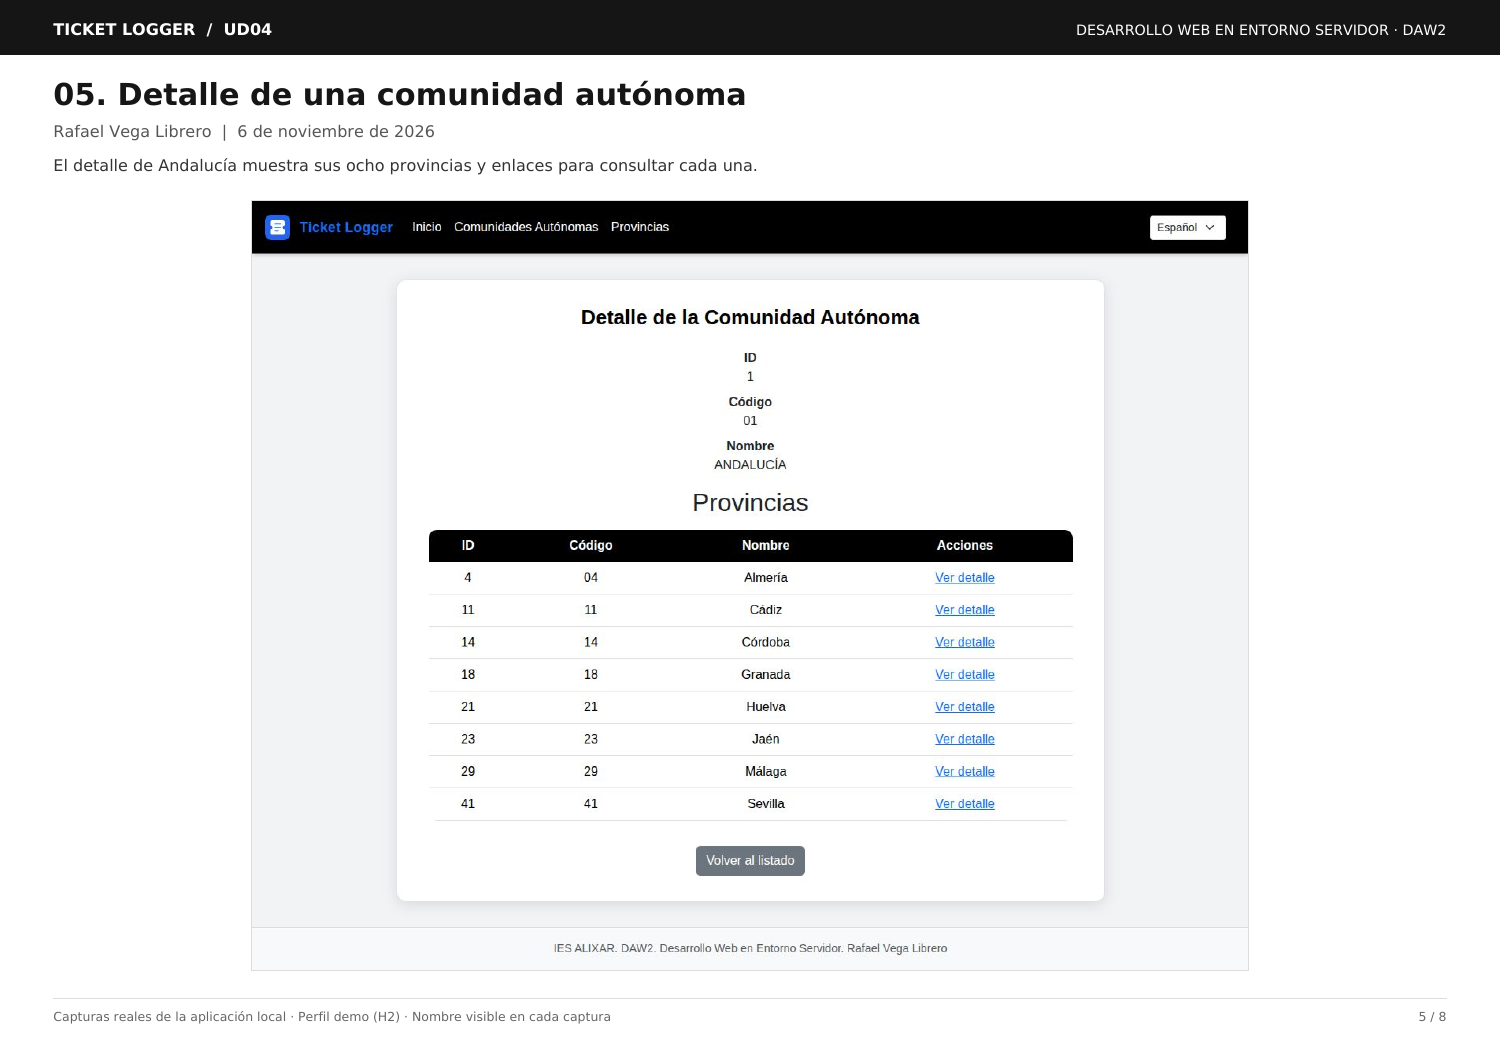 TICKET LOGGER / UD04
DESARROLLO WEB EN ENTORNO SERVIDOR · DAW2
05. Detalle de una comunidad autónoma
Rafael Vega Librero | 6 de noviembre de 2026
El detalle de Andalucía muestra sus ocho provincias y enlaces para consultar cada una.
Ticket Logger Inicio Comunidades Autónomas Provincias Español
Detalle de la Comunidad Autónoma
ID
1
Código
01
Nombre
ANDALUCÍA
Provincias
ID Código Nombre Acciones
4 04 Almería Ver detalle
11 11 Cádiz Ver detalle
14 14 Córdoba Ver detalle
18 18 Granada Ver detalle
21 21 Huelva Ver detalle
23 23 Jaén Ver detalle
29 29 Málaga Ver detalle
41 41 Sevilla Ver detalle
Volver al listado
IES ALIXAR. DAW2. Desarrollo Web en Entorno Servidor. Rafael Vega Librero
Capturas reales de la aplicación local · Perfil demo (H2) · Nombre visible en cada captura
5 / 8